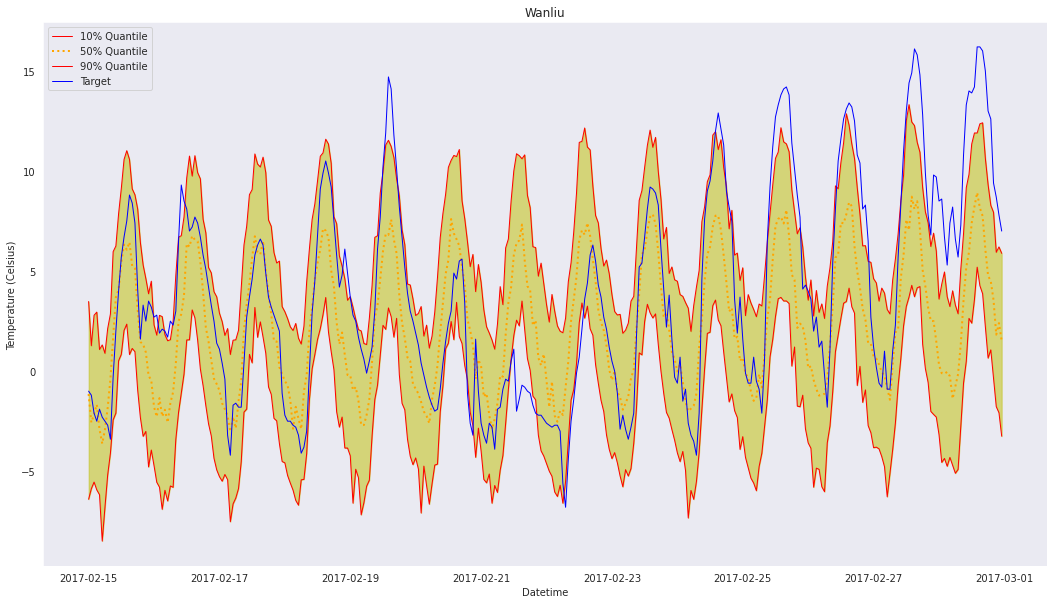 Wanliu
10% Quantile
50% Quantile
90% Quantile
Target
Temperature (Celsius)
15
10
5
0
−5
2017-02-15
2017-02-17
2017-02-19
2017-02-21
2017-02-23
2017-02-25
2017-02-27
2017-03-01
Datetime